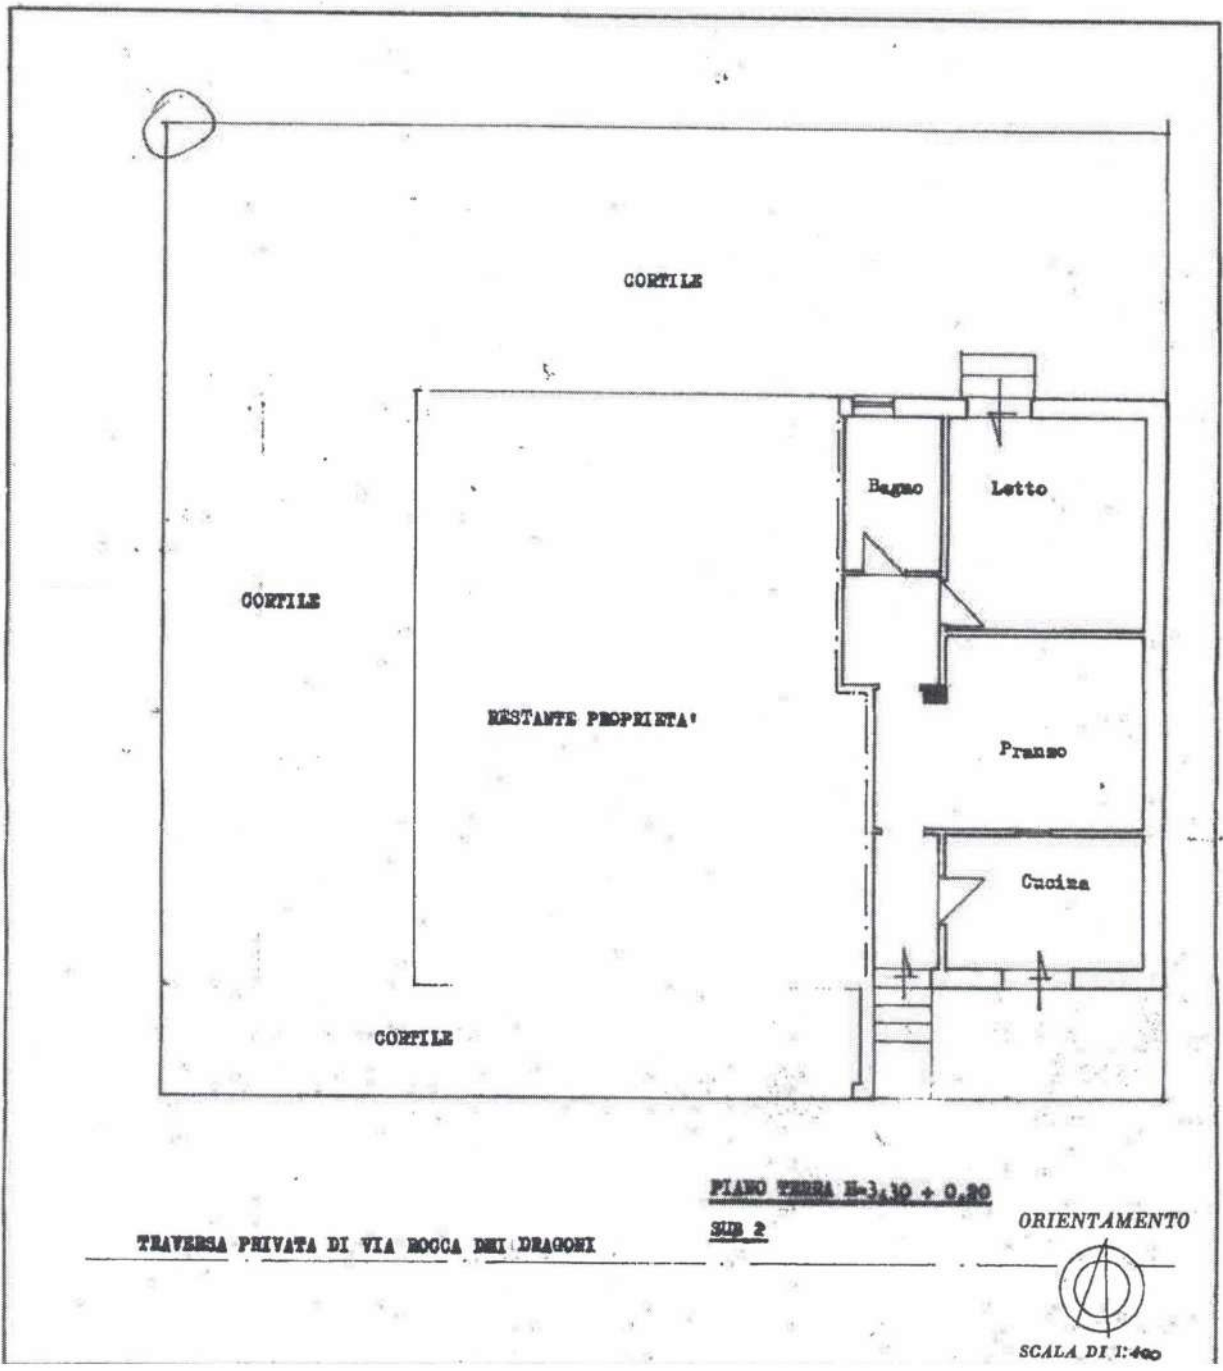 CORTILE
Bagno
Letto
CORTILE
RESTANTE PROPRIETA'
Pranzo
Cucina
CORTILE
PIANO TERRA H=3,30 + 0,20
SUB 2
ORIENTAMENTO
TRAVERSA PRIVATA DI VIA ROCCA DEI DRAGONI
SCALA DI 1: